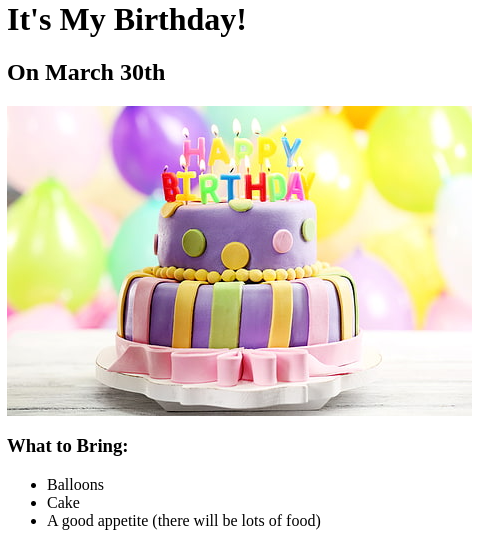 It's My Birthday!
On March 30th
HAPPY
BIRTHDAY
What to Bring:
Balloons
Cake
A good appetite (there will be lots of food)